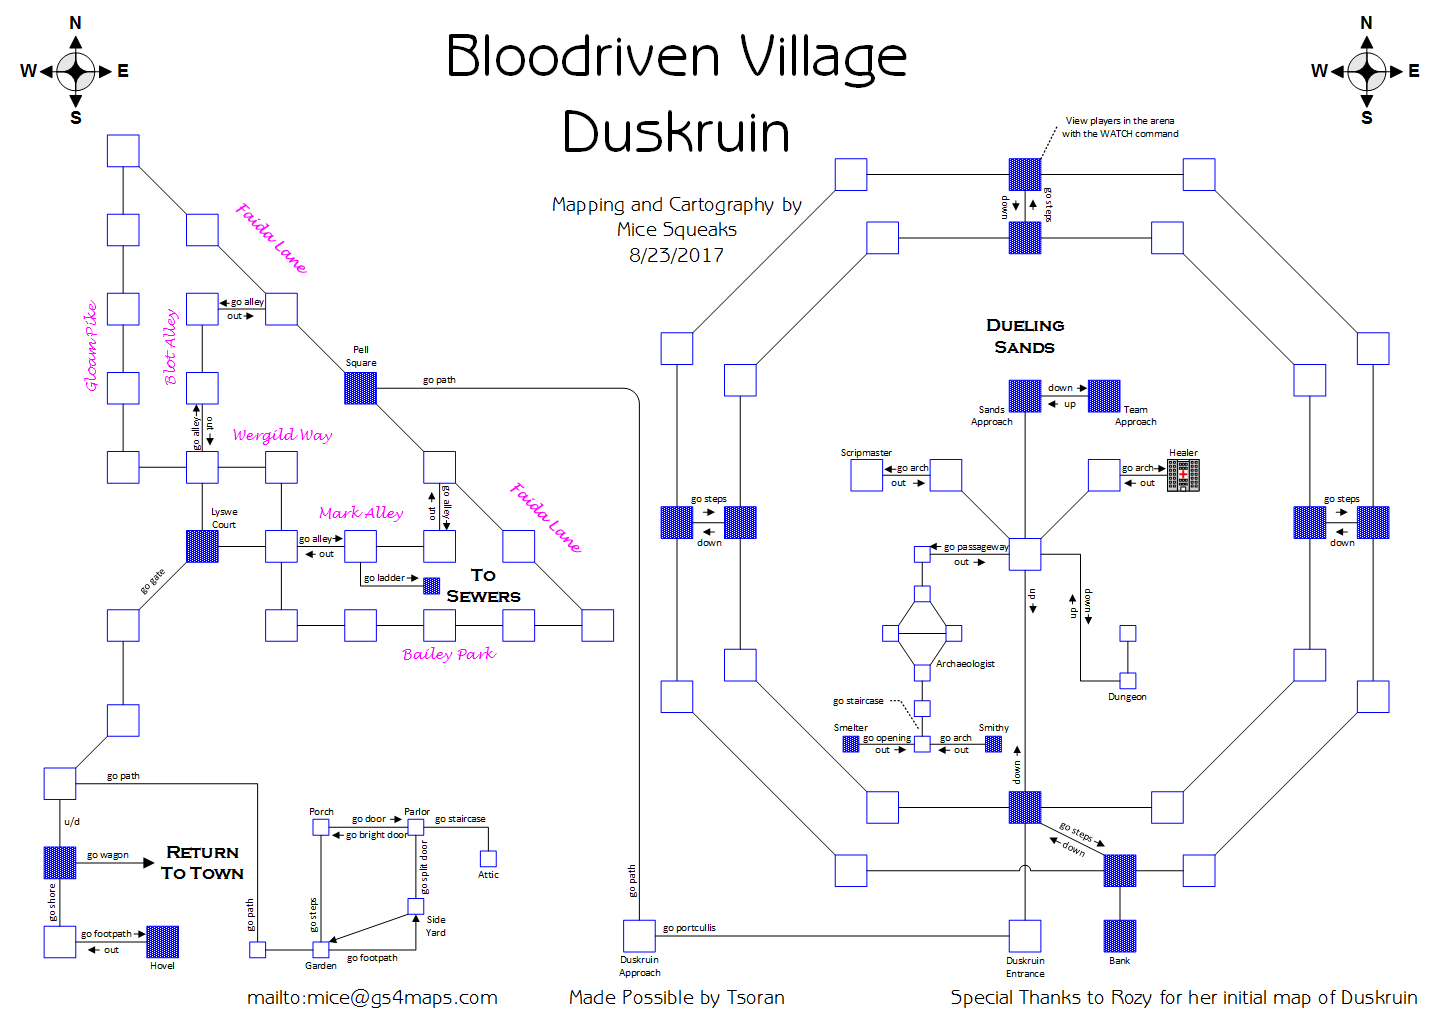 Bloodriven Village
Duskruin
Mapping and Cartography by
Mice Squeaks
8/23/2017
N
W
E
S
N
W
E
S
View players in the arena
with the WATCH command
down
go steps
Faida Lane
Gloam Pike
Blot Alley
go alley
out
Pell
Square
go path
go alley
out
Wergild Way
Lyswe
Court
Mark Alley
go alley
out
out
go alley
Faida Lane
go ladder
To
Sewers
go gate
Bailey Park
Dueling
Sands
Sands
Approach
down
up
Team
Approach
Scripmaster
go arch
out
go arch
out
Healer
go steps
down
go steps
down
go passageway
out
up
up
down
Archaeologist
Dungeon
go staircase
Smelter
go opening
out
go arch
out
Smithy
down
go steps
down
go path
u/d
go wagon
Return
To Town
go shore
go footpath
out
Hovel
go path
Porch
go door
go bright door
Parlor
go staircase
Attic
go split door
go steps
Side
Yard
Garden
go footpath
go path
go portcullis
Duskruin
Approach
Duskruin
Entrance
Bank
mailto:mice@gs4maps.com
Made Possible by Tsoran
Special Thanks to Rozy for her initial map of Duskruin